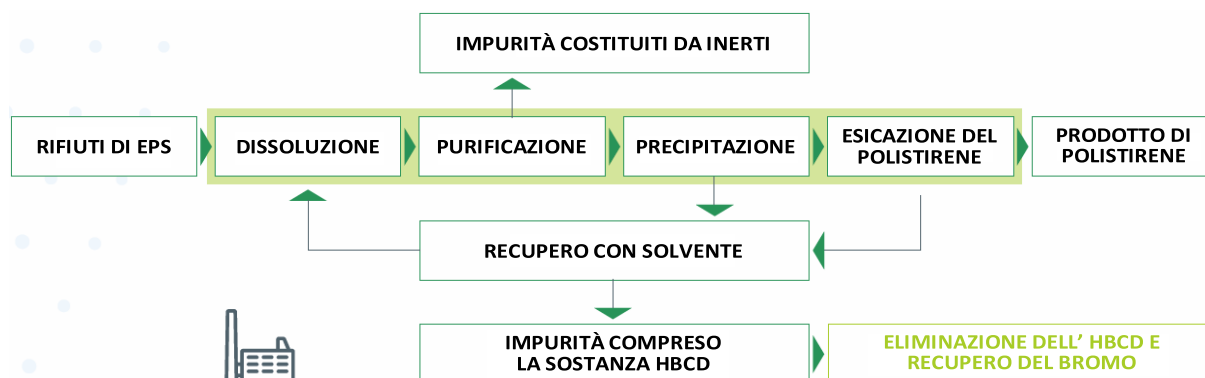 IMPURITÀ COSTITUITI DA INERTI
RIFIUTI DI EPS
DISSOLUZIONE
PURIFICAZIONE
PRECIPITAZIONE
ESICAZIONE DEL
POLISTIRENE
PRODOTTO DI
POLISTIRENE
RECUPERO CON SOLVENTE
IMPURITÀ COMPRESO
LA SOSTANZA HBCD
ELIMINAZIONE DELL’ HBCD E
RECUPERO DEL BROMO